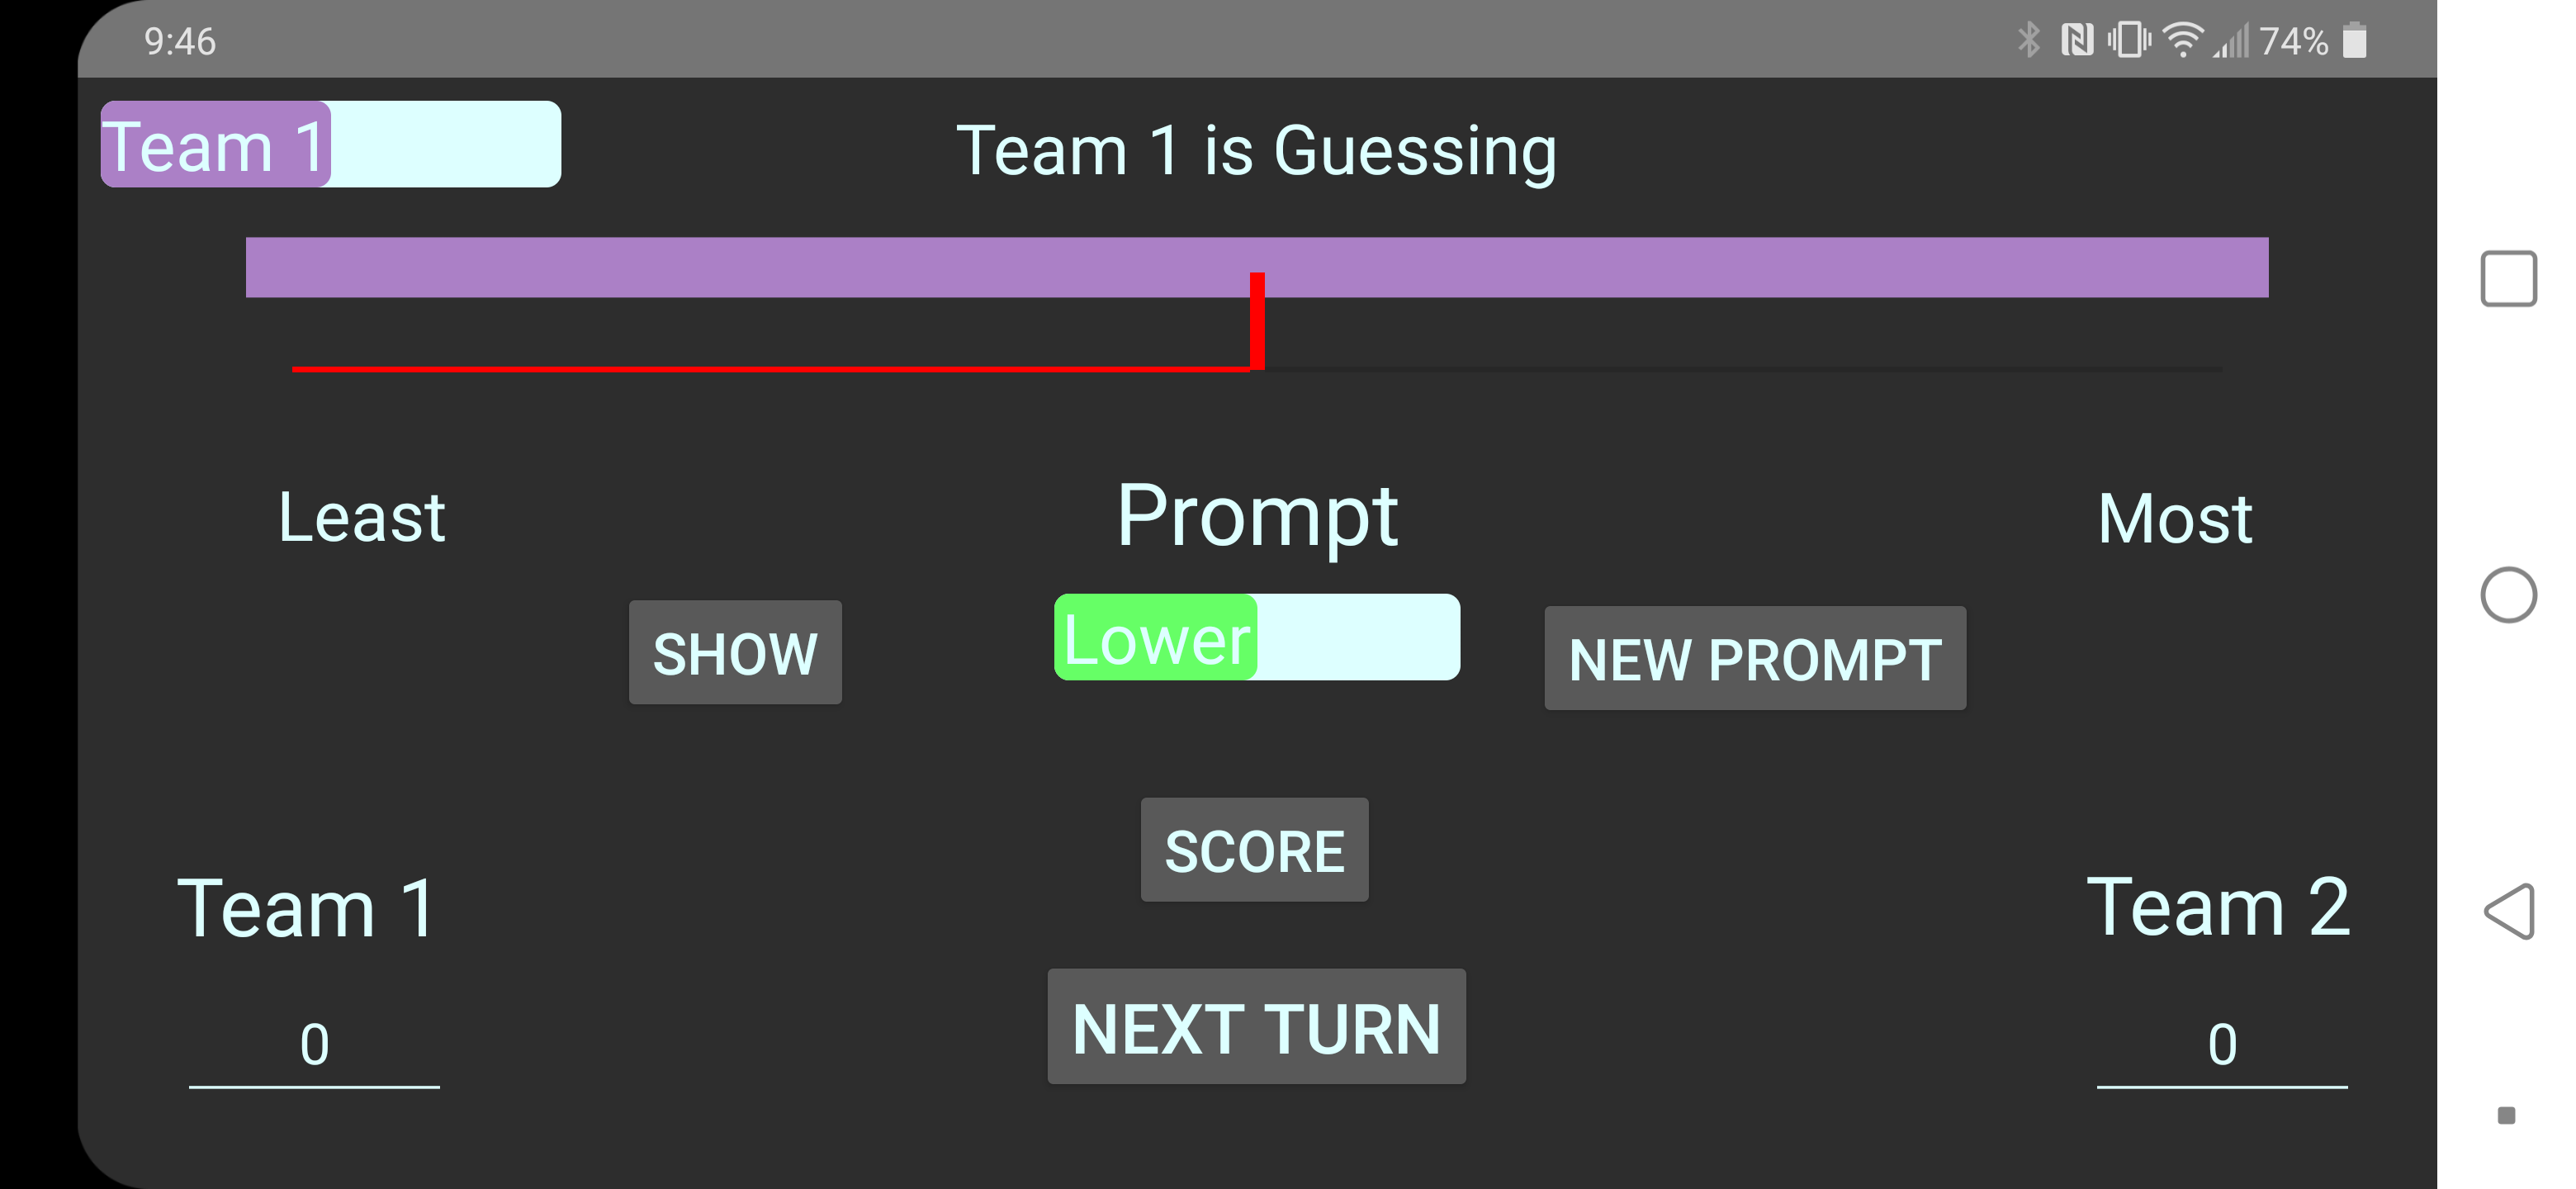 9:46 74%
Team 1
Team 1 is Guessing
Least
Prompt
Most
SHOW
Lower
NEW PROMPT
SCORE
Team 1
Team 2
NEXT TURN
0
0